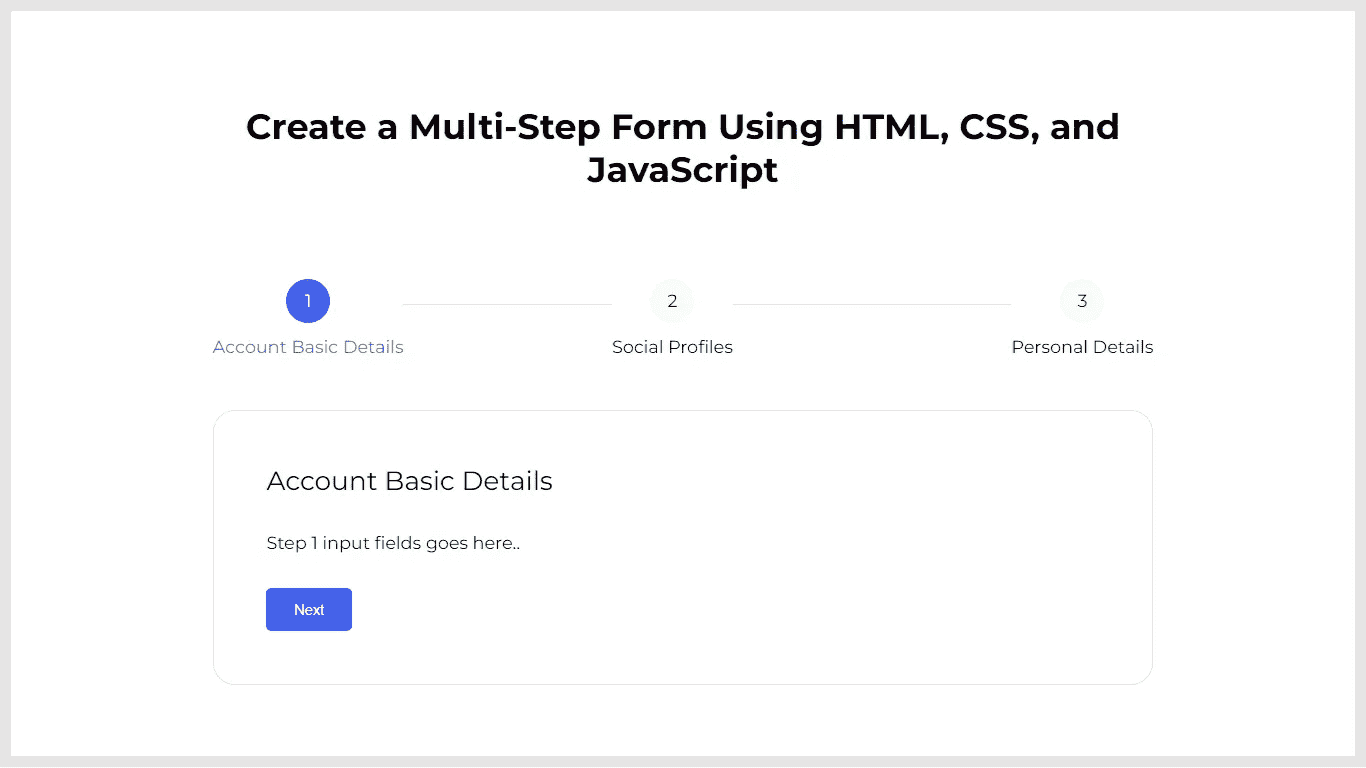 Create a Multi-Step Form Using HTML, CSS, and
JavaScript
1
2
3
Account Basic Details
Social Profiles
Personal Details
Account Basic Details
Step 1 input fields goes here..
Next